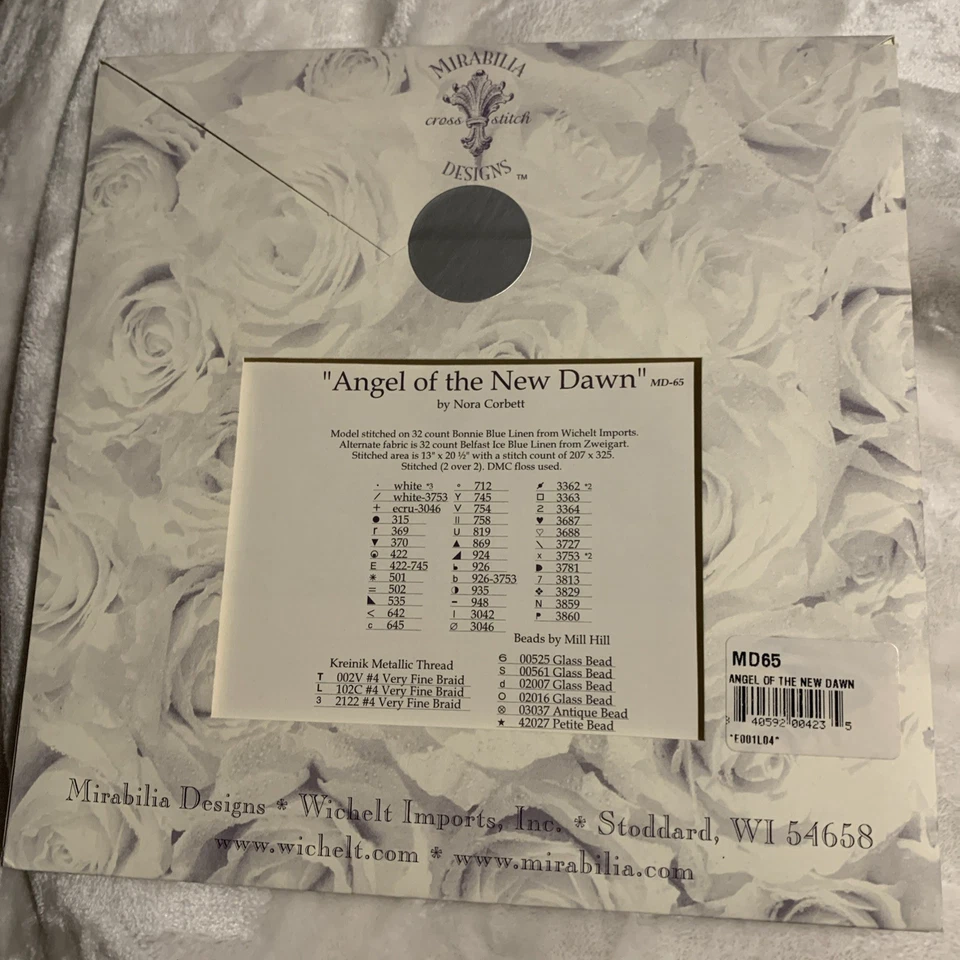 MIRABILIA
cross stitch
DESIGNS ™
"Angel of the New Dawn" MD-65
by Nora Corbett
Model stitched on 32 count Bonnie Blue Linen from Wichelt Imports.
Alternate fabric is 32 count Belfast Ice Blue Linen from Zweigart.
Stitched area is 13" x 20 ½" with a stitch count of 207 x 325.
Stitched (2 over 2). DMC floss used.
· white *3
∕ white-3753
+ ecru-3046
● 315
r 369
▼ 370
422
E 422-745
✳ 501
= 502
◣ 535
< 642
c 645
∘ 712
Y 745
V 754
|| 758
U 819
▲ 869
◢ 924
926
b 926-3753
◑ 935
– 948
| 3042
∅ 3046
3362 *2
□ 3363
2 3364
♥ 3687
♡ 3688
\ 3727
x 3753 *2
3781
7 3813
❖ 3829
N 3859
3860
Kreinik Metallic Thread
T 002V #4 Very Fine Braid
L 102C #4 Very Fine Braid
3 2122 #4 Very Fine Braid
Beads by Mill Hill
6 00525 Glass Bead
S 00561 Glass Bead
d 02007 Glass Bead
O 02016 Glass Bead
⊗ 03037 Antique Bead
★ 42027 Petite Bead
MD65
ANGEL OF THE NEW DAWN
40592 00423 5
*F001L04*
Mirabilia Designs * Wichelt Imports, Inc. * Stoddard, WI 54658
www.wichelt.com * www.mirabilia.com